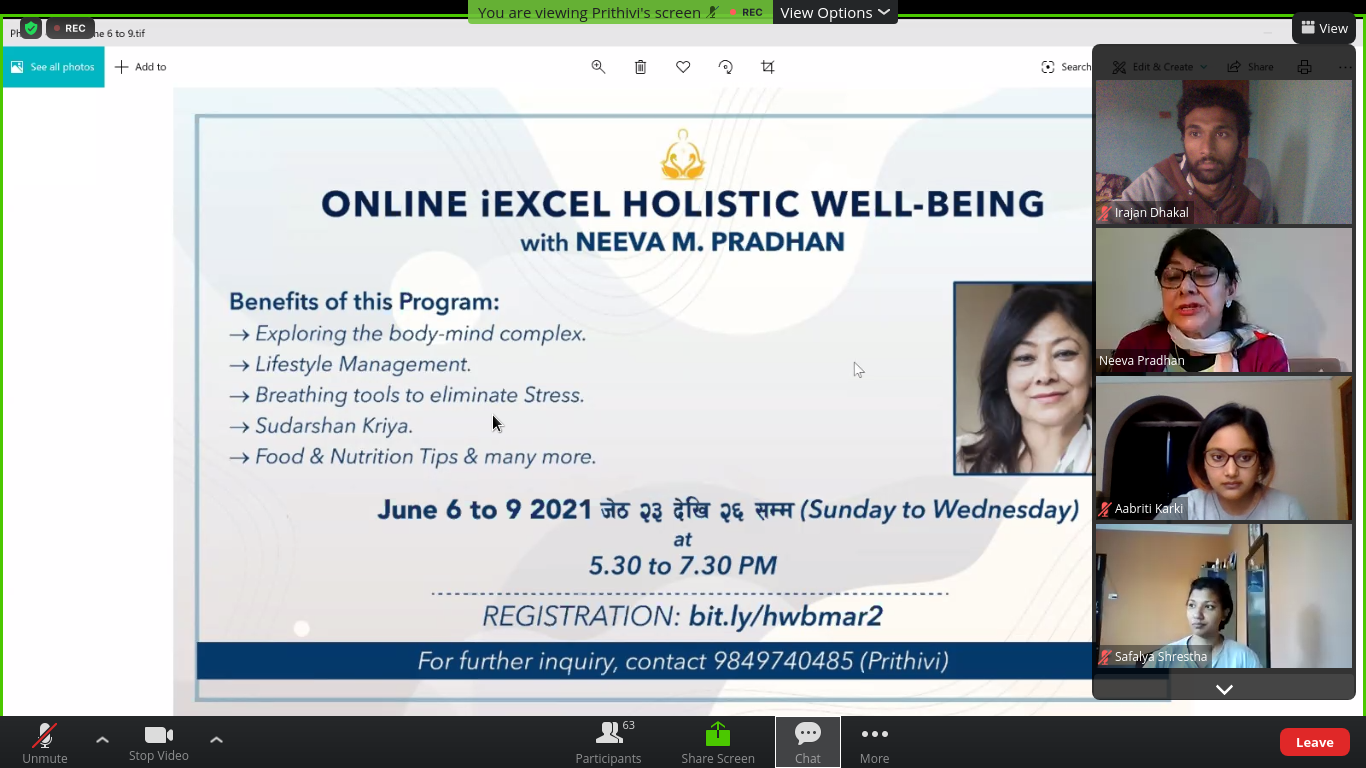 You are viewing Prithivi's screen REC View Options
REC
ne 6 to 9.tif
View
See all photos
Add to
Search
Edit & Create
Share
ONLINE iEXCEL HOLISTIC WELL-BEING
with NEEVA M. PRADHAN
Benefits of this Program:
→ Exploring the body-mind complex.
→ Lifestyle Management.
→ Breathing tools to eliminate Stress.
→ Sudarshan Kriya.
→ Food & Nutrition Tips & many more.
June 6 to 9 2021 जेठ २३ देखि २६ सम्म (Sunday to Wednesday)
at
5.30 to 7.30 PM
REGISTRATION: bit.ly/hwbmar2
For further inquiry, contact 9849740485 (Prithivi)
Irajan Dhakal
Neeva Pradhan
Aabriti Karki
Safalya Shrestha
Unmute
Stop Video
63
Participants
Share Screen
Chat
More
Leave